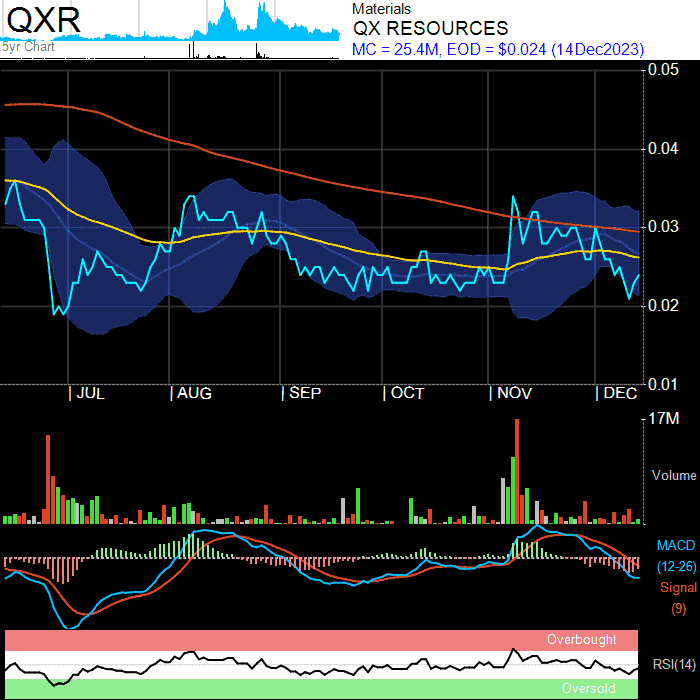 QXR
5yr Chart
Materials
QX RESOURCES
MC = 25.4M, EOD = $0.024 (14Dec2023)
0.05
0.04
0.03
0.02
0.01
JUL
AUG
SEP
OCT
NOV
DEC
17M
Volume
MACD
(12-26)
Signal
(9)
Overbought
RSI(14)
Oversold